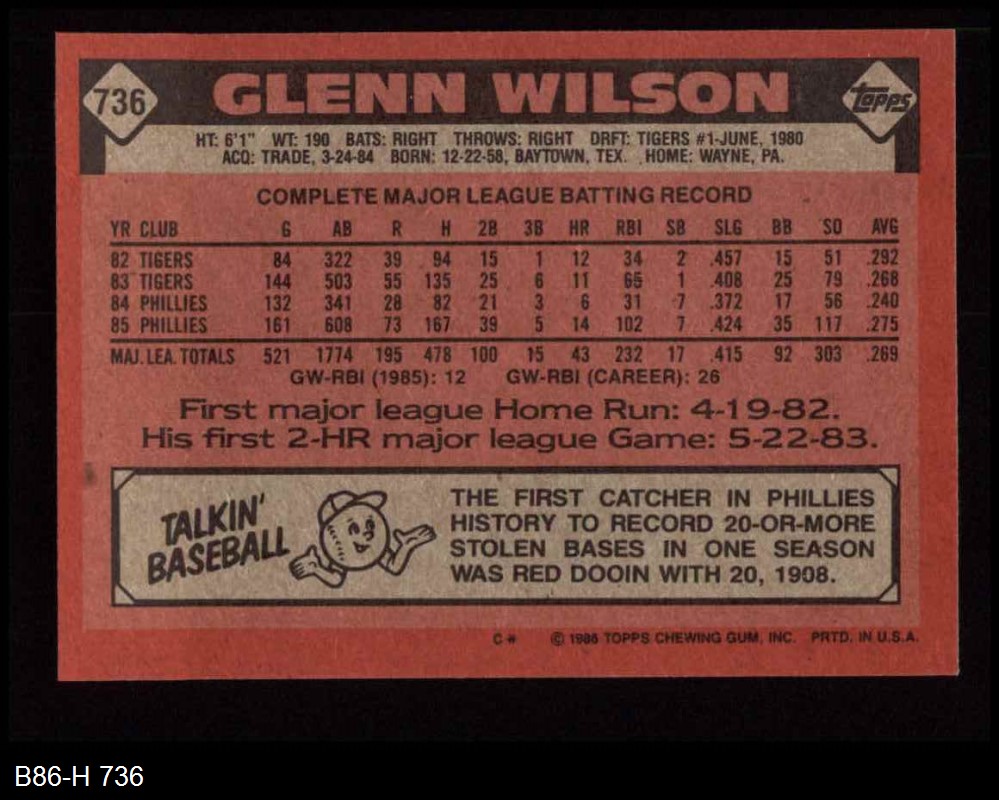 736 GLENN WILSON Topps
HT: 6'1" WT: 190 BATS: RIGHT THROWS: RIGHT DRFT: TIGERS #1-JUNE, 1980
ACQ: TRADE, 3-24-84 BORN: 12-22-58, BAYTOWN, TEX. HOME: WAYNE, PA.
COMPLETE MAJOR LEAGUE BATTING RECORD
YR CLUB G AB R H 2B 3B HR RBI SB SLG BB SO AVG
82 TIGERS 84 322 39 94 15 1 12 34 2 .457 15 51 .292
83 TIGERS 144 503 55 135 25 6 11 65 1 .408 25 79 .268
84 PHILLIES 132 341 28 82 21 3 6 31 7 .372 17 56 .240
85 PHILLIES 161 608 73 167 39 5 14 102 7 .424 35 117 .275
MAJ. LEA. TOTALS 521 1774 195 478 100 15 43 232 17 .415 92 303 .269
GW-RBI (1985): 12 GW-RBI (CAREER): 26
First major league Home Run: 4-19-82.
His first 2-HR major league Game: 5-22-83.
TALKIN'
BASEBALL
THE FIRST CATCHER IN PHILLIES
HISTORY TO RECORD 20-OR-MORE
STOLEN BASES IN ONE SEASON
WAS RED DOOIN WITH 20, 1908.
C# © 1986 TOPPS CHEWING GUM, INC. PRTD. IN U.S.A.
B86-H 736